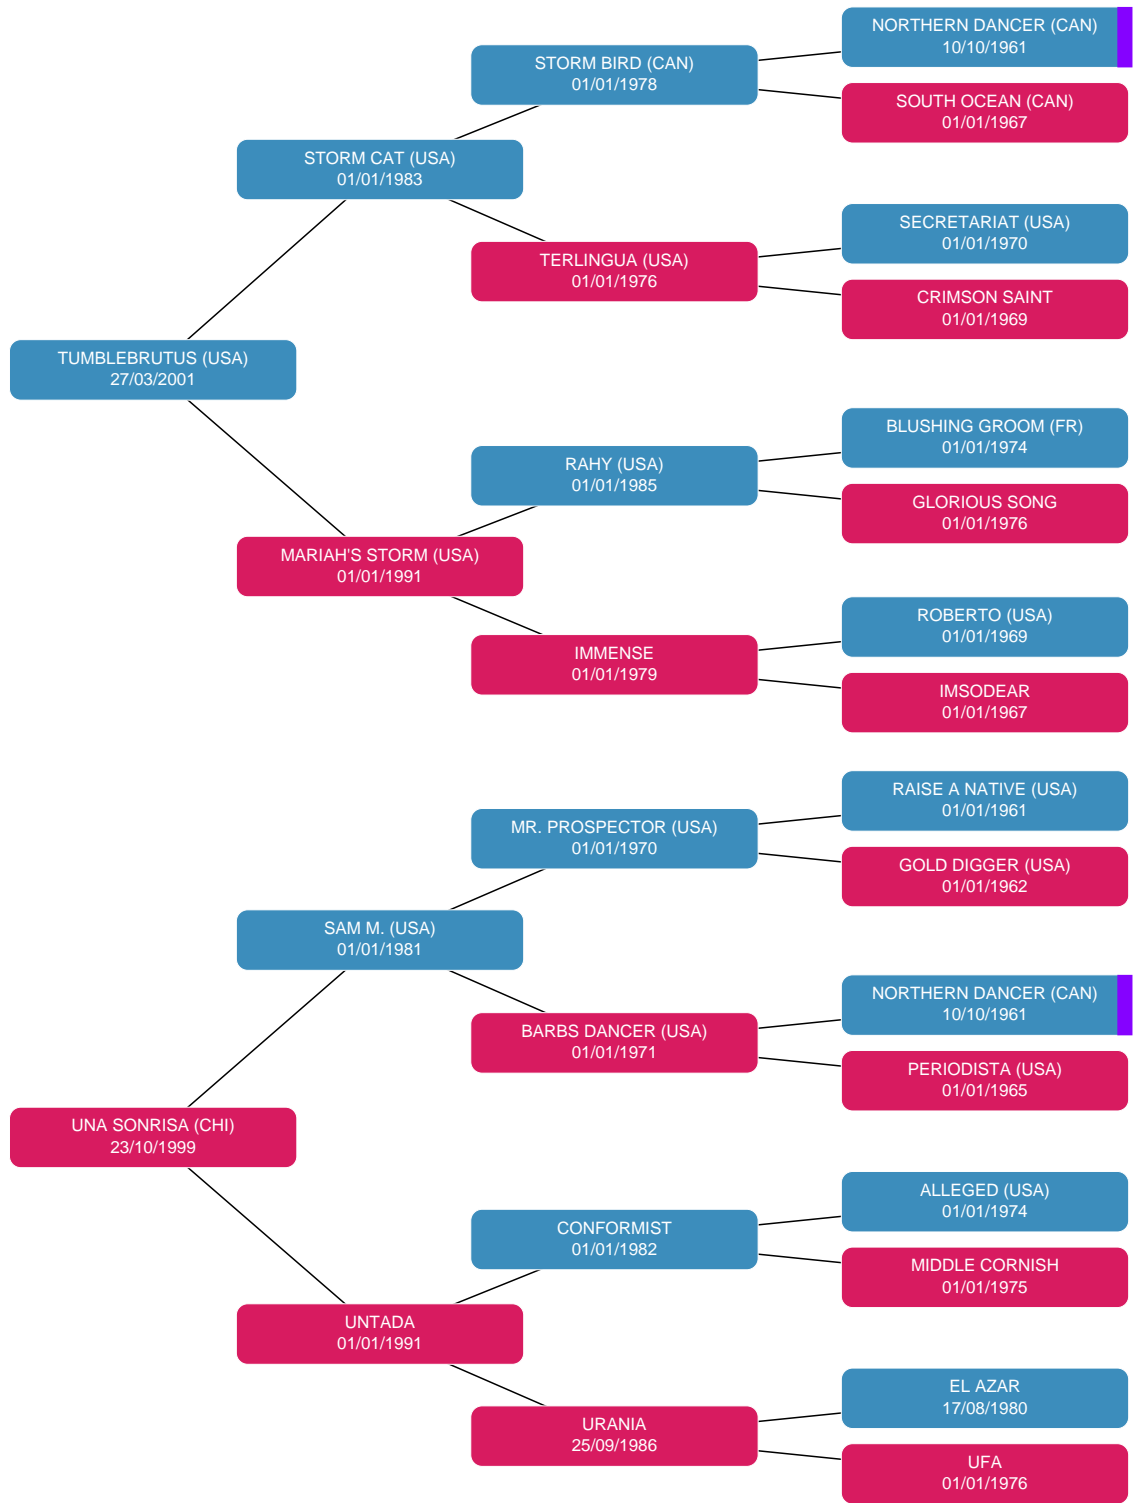 NORTHERN DANCER (CAN)
10/10/1961
STORM BIRD (CAN)
01/01/1978
SOUTH OCEAN (CAN)
01/01/1967
STORM CAT (USA)
01/01/1983
SECRETARIAT (USA)
01/01/1970
TERLINGUA (USA)
01/01/1976
CRIMSON SAINT
01/01/1969
TUMBLEBRUTUS (USA)
27/03/2001
BLUSHING GROOM (FR)
01/01/1974
RAHY (USA)
01/01/1985
GLORIOUS SONG
01/01/1976
MARIAH'S STORM (USA)
01/01/1991
ROBERTO (USA)
01/01/1969
IMMENSE
01/01/1979
IMSODEAR
01/01/1967
RAISE A NATIVE (USA)
01/01/1961
MR. PROSPECTOR (USA)
01/01/1970
GOLD DIGGER (USA)
01/01/1962
SAM M. (USA)
01/01/1981
NORTHERN DANCER (CAN)
10/10/1961
BARBS DANCER (USA)
01/01/1971
PERIODISTA (USA)
01/01/1965
UNA SONRISA (CHI)
23/10/1999
ALLEGED (USA)
01/01/1974
CONFORMIST
01/01/1982
MIDDLE CORNISH
01/01/1975
UNTADA
01/01/1991
EL AZAR
17/08/1980
URANIA
25/09/1986
UFA
01/01/1976